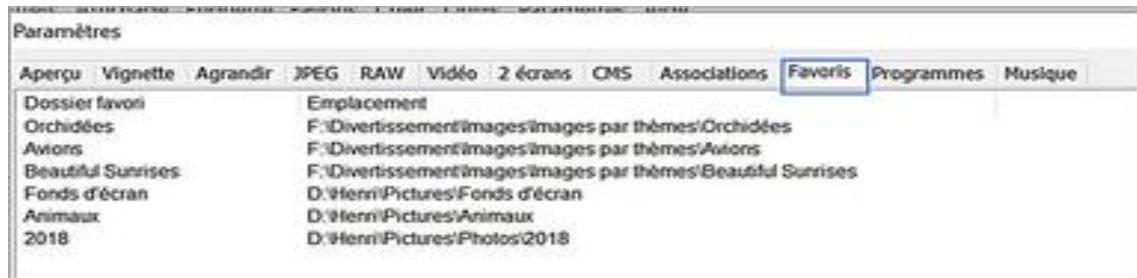 Paramètres
Aperçu Vignette Agrandir JPEG RAW Vidéo 2 écrans CMS Associations Favoris Programmes Musique
Dossier favori Emplacement
Orchidées F:\Divertissement\Images\Images par thèmes\Orchidées
Avions F:\Divertissement\Images\Images par thèmes\Avions
Beautiful Sunrises F:\Divertissement\Images\Images par thèmes\Beautiful Sunrises
Fonds d'écran D:\Henri\Pictures\Fonds d'écran
Animaux D:\Henri\Pictures\Animaux
2018 D:\Henri\Pictures\Photos\2018